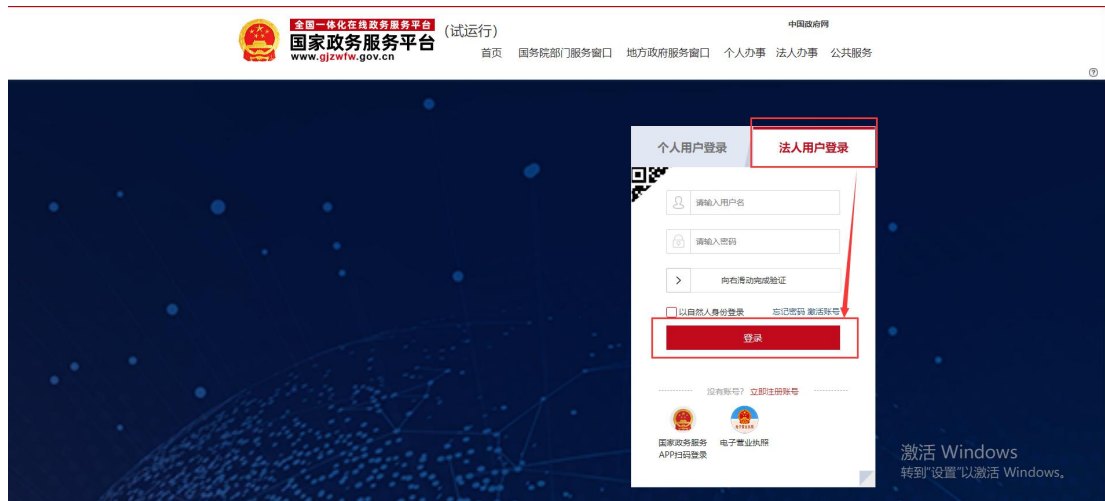 全国一体化在线政务服务平台
国家政务服务平台
www.gjzwfw.gov.cn
(试运行)
中国政府网
首页 国务院部门服务窗口 地方政府服务窗口 个人办事 法人办事 公共服务
个人用户登录 法人用户登录
请输入用户名
请输入密码
向右滑动完成验证
以自然人身份登录 忘记密码 激活账号
登录
没有账号? 立即注册账号
国家政务服务
APP扫码登录
电子营业执照
激活 Windows
转到"设置"以激活 Windows。